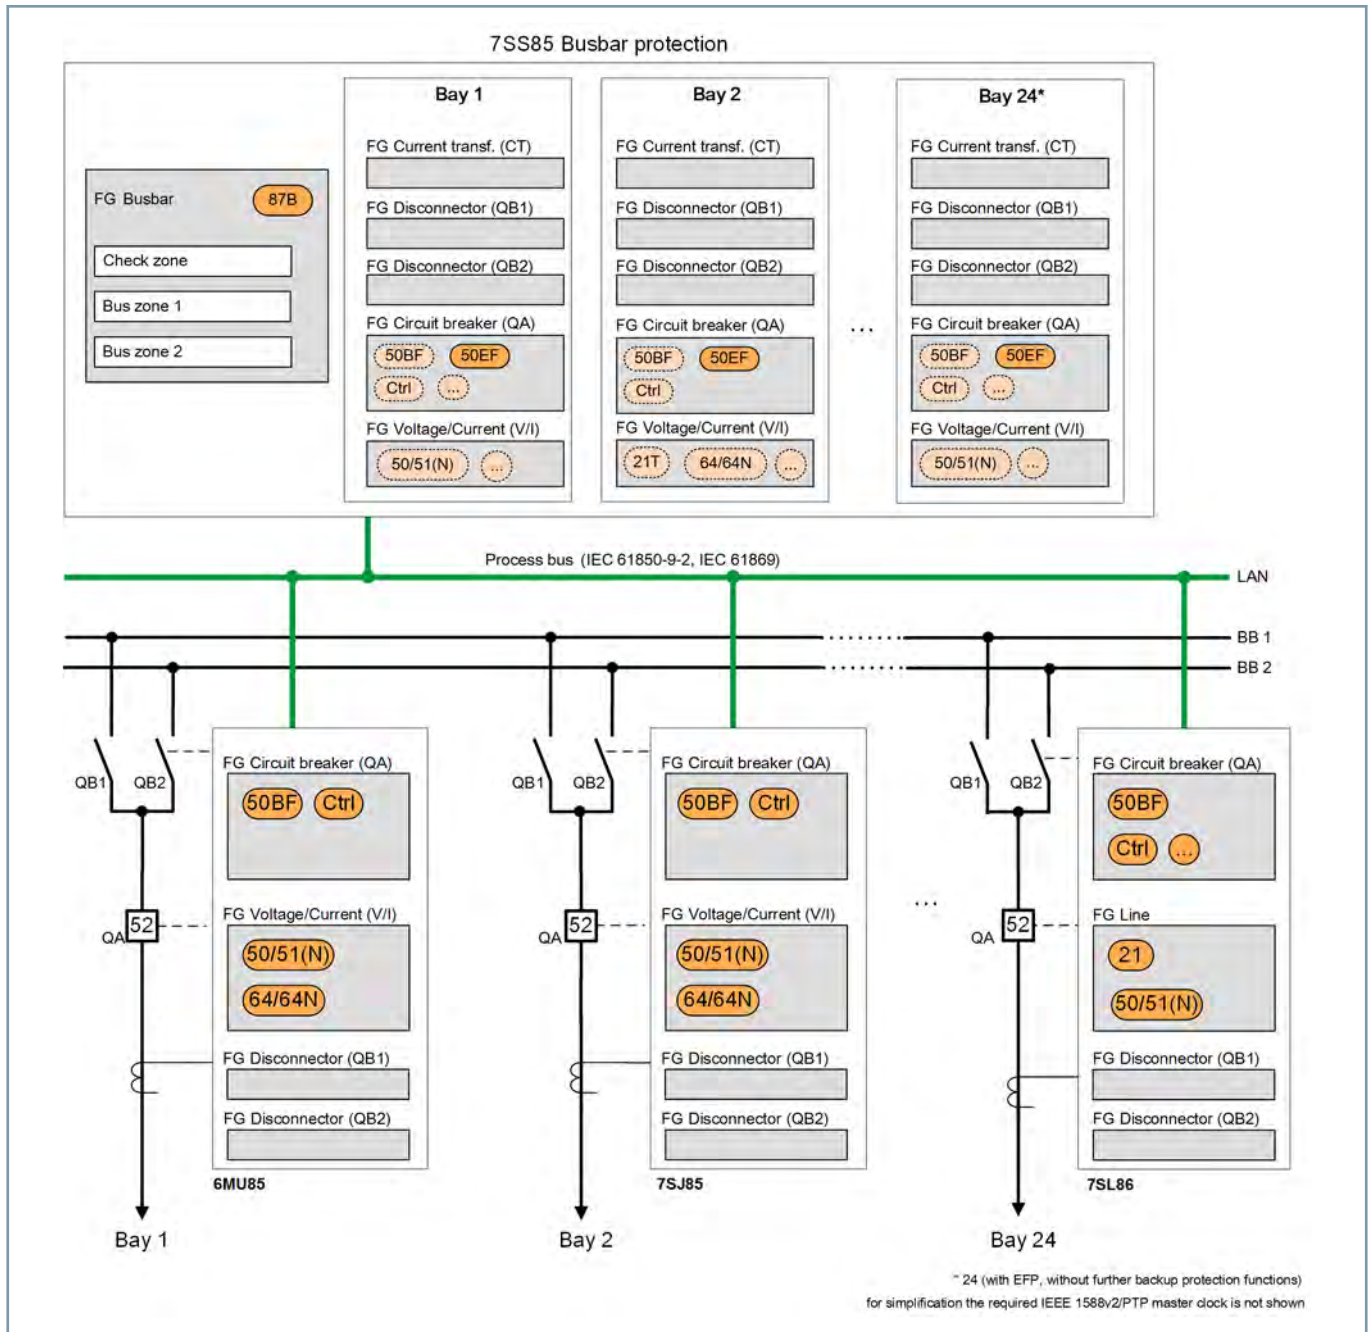 7SS85 Busbar protection
FG Busbar
87B
Check zone
Bus zone 1
Bus zone 2
Bay 1
FG Current transf. (CT)
FG Disconnector (QB1)
FG Disconnector (QB2)
FG Circuit breaker (QA)
50BF 50EF
Ctrl ...
FG Voltage/Current (V/I)
50/51(N) ...
Bay 2
FG Current transf. (CT)
FG Disconnector (QB1)
FG Disconnector (QB2)
FG Circuit breaker (QA)
50BF 50EF
Ctrl
FG Voltage/Current (V/I)
21T 64/64N ...
...
Bay 24*
FG Current transf. (CT)
FG Disconnector (QB1)
FG Disconnector (QB2)
FG Circuit breaker (QA)
50BF 50EF
Ctrl ...
FG Voltage/Current (V/I)
50/51(N) ...
Process bus (IEC 61850-9-2, IEC 61869)
LAN
BB 1
BB 2
QB1 QB2
52
QA
FG Circuit breaker (QA)
50BF Ctrl
FG Voltage/Current (V/I)
50/51(N)
64/64N
FG Disconnector (QB1)
FG Disconnector (QB2)
6MU85
Bay 1
QB1 QB2
52
QA
FG Circuit breaker (QA)
50BF Ctrl
FG Voltage/Current (V/I)
50/51(N)
64/64N
FG Disconnector (QB1)
FG Disconnector (QB2)
7SJ85
Bay 2
...
QB1 QB2
52
QA
FG Circuit breaker (QA)
50BF
Ctrl ...
FG Line
21
50/51(N)
FG Disconnector (QB1)
FG Disconnector (QB2)
7SL86
Bay 24
* 24 (with EFP, without further backup protection functions)
for simplification the required IEEE 1588v2/PTP master clock is not shown